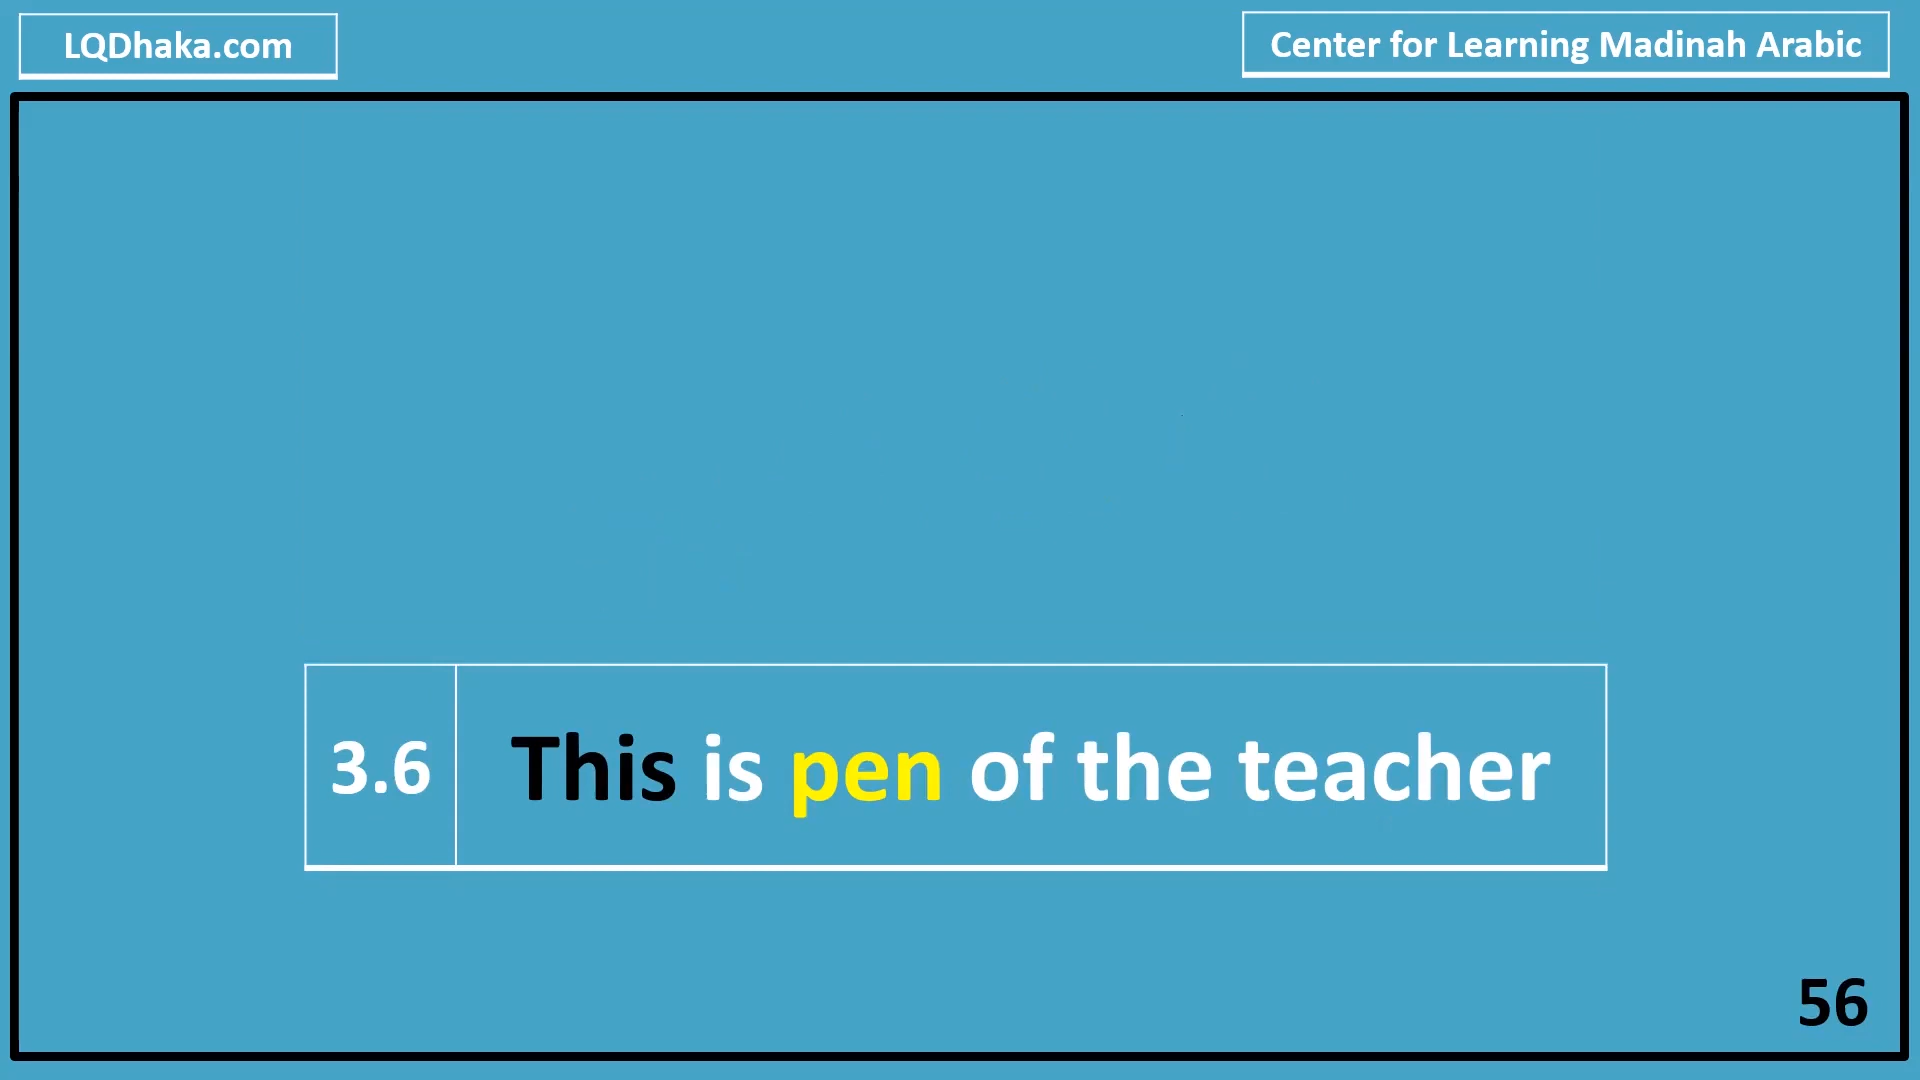 LQDhaka.com
Center for Learning Madinah Arabic
3.6 This is pen of the teacher
56